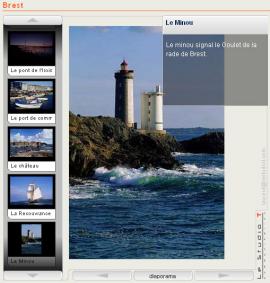 Brest
Le Minou
Le minou signal le Goulet de la
rade de Brest.
Le pont de l'Iroise
Le port de comm
Le château
La Recouvrance
Le Minou
diaporama